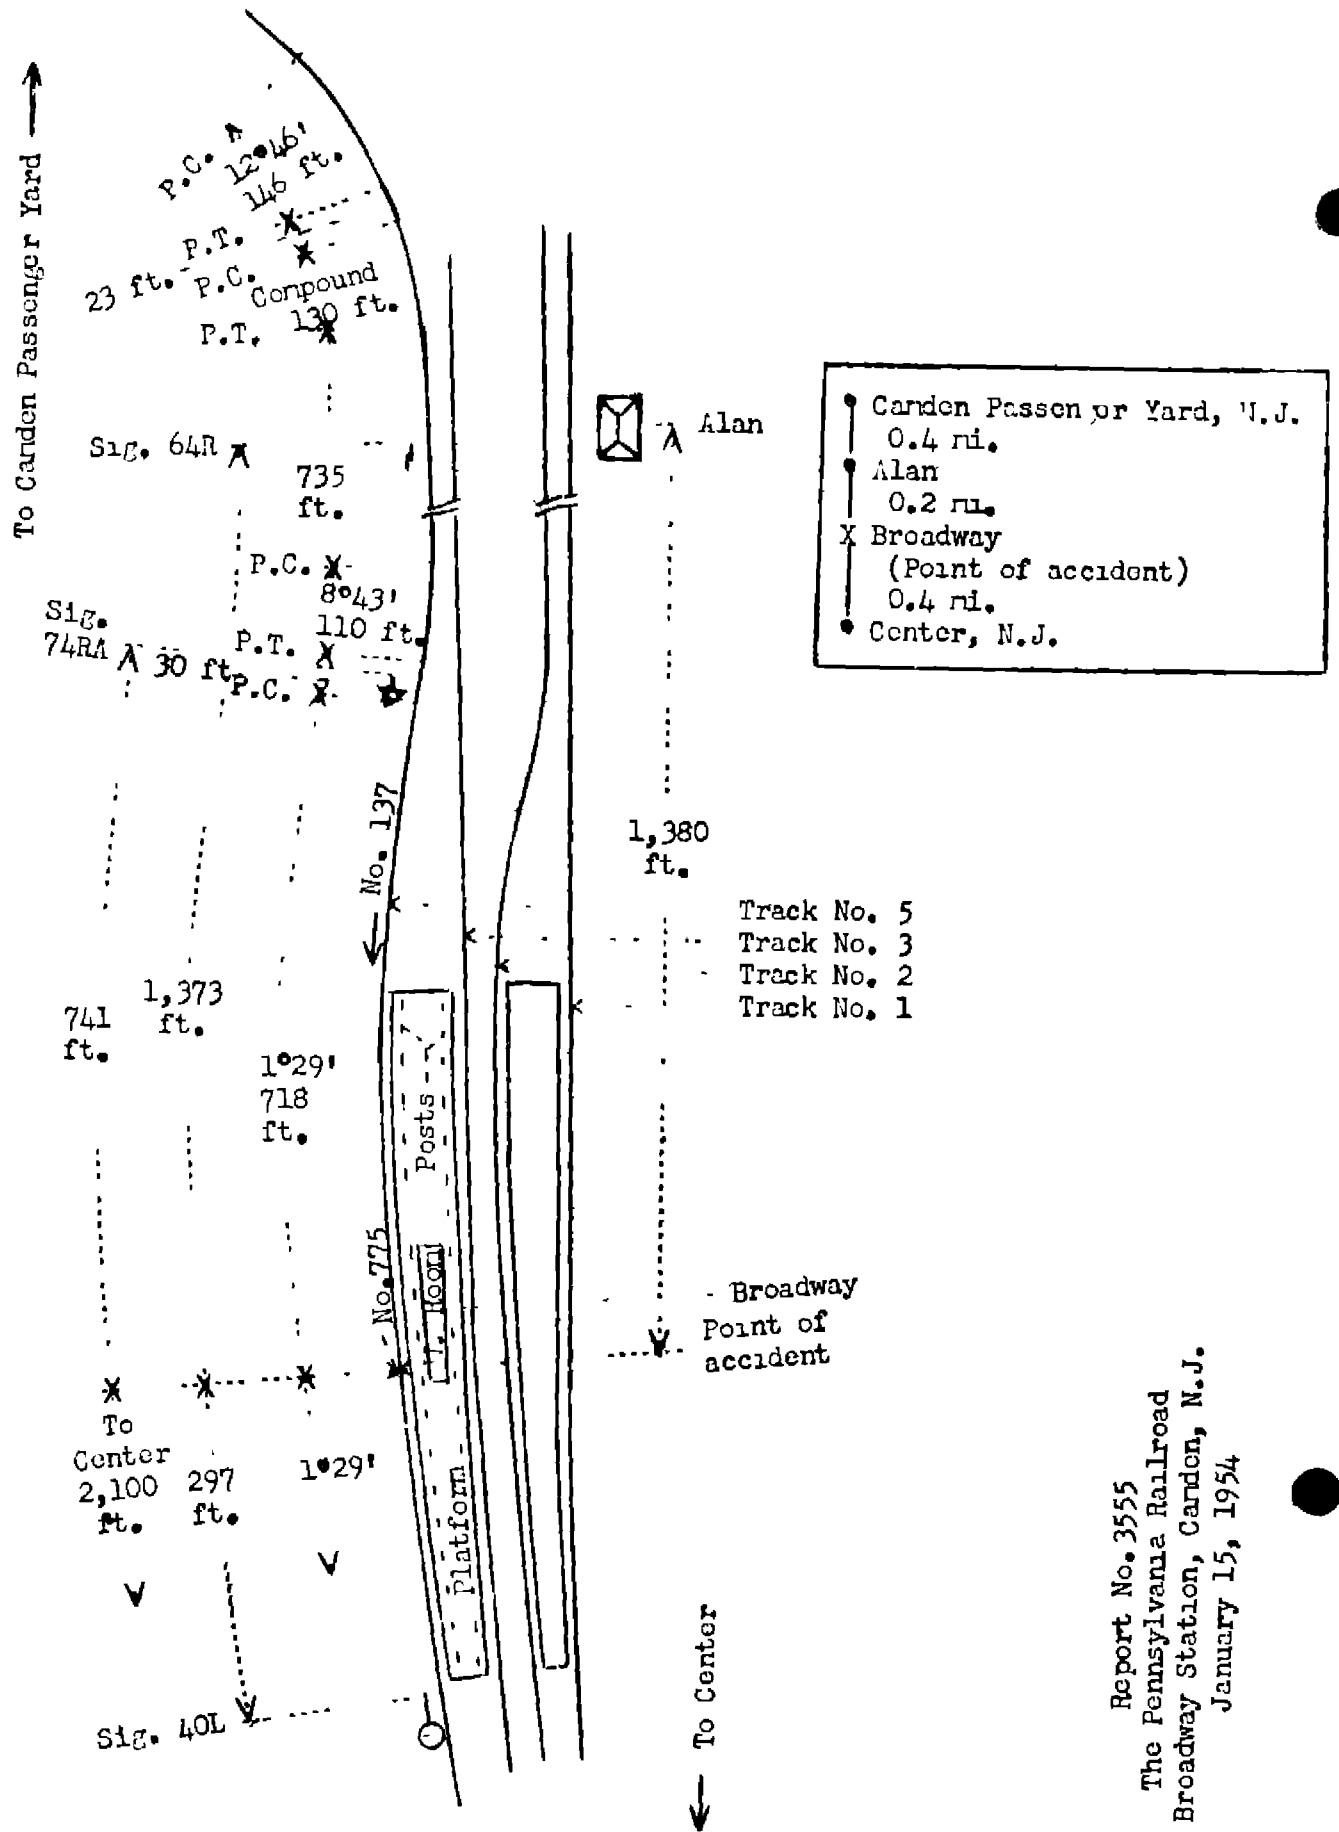 To Camden Passenger Yard
P.C.
12°46'
146 ft.
P.T.
23 ft.
P.C.
Compound
130 ft.
P.T.
Sig. 64R
735
ft.
P.C.
8°43'
110 ft.
Sig.
74RA
30 ft.
P.T.
P.C.
No. 137
Alan
Camden Passenger Yard, N.J.
0.4 mi.
Alan
0.2 mi.
X Broadway
(Point of accident)
0.4 mi.
Center, N.J.
1,380
ft.
Track No. 5
Track No. 3
Track No. 2
Track No. 1
741
ft.
1,373
ft.
1°29'
718
ft.
Posts
No.775
Room
Broadway
Point of
accident
To
Center
2,100
ft.
297
ft.
1°29'
Platform
Sig. 40L
To Center
Report No. 3555
The Pennsylvania Railroad
Broadway Station, Camden, N.J.
January 15, 1954